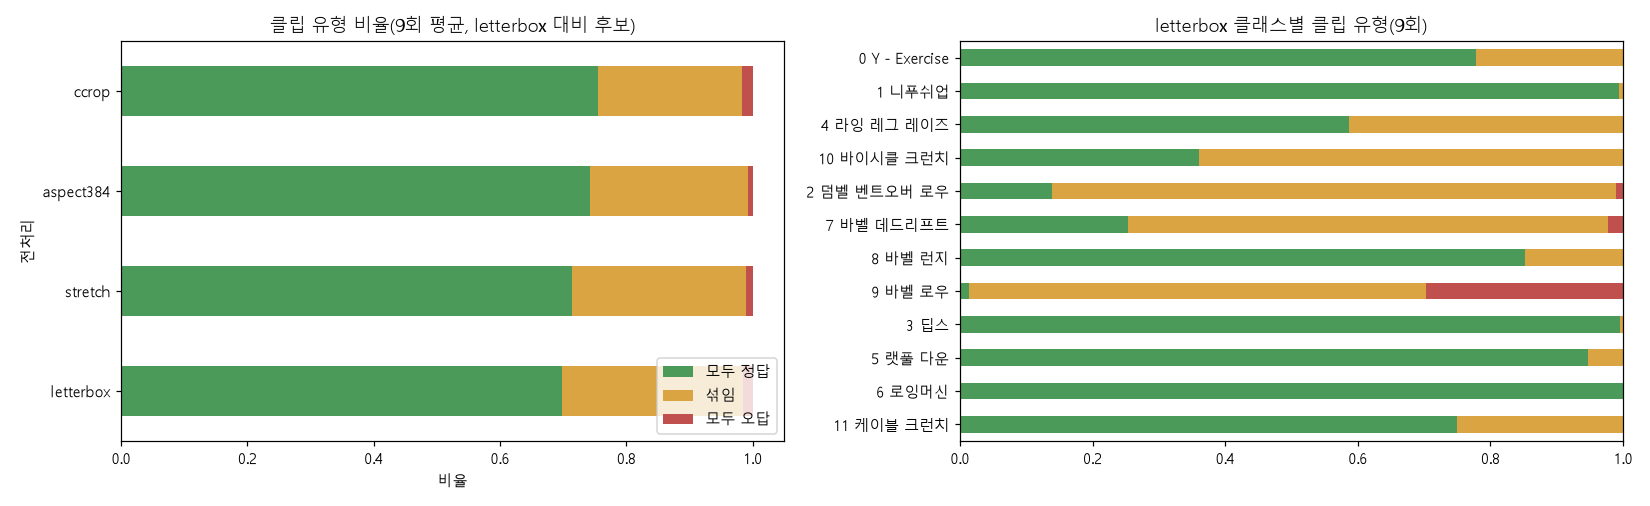 클립 유형 비율(9회 평균, letterbox 대비 후보)
전처리
ccrop
aspect384
stretch
letterbox
모두 정답
섞임
모두 오답
0.0 0.2 0.4 0.6 0.8 1.0
비율
letterbox 클래스별 클립 유형(9회)
0 Y - Exercise
1 니푸쉬업
4 라잉 레그 레이즈
10 바이시클 크런치
2 덤벨 벤트오버 로우
7 바벨 데드리프트
8 바벨 런지
9 바벨 로우
3 딥스
5 랫풀 다운
6 로잉머신
11 케이블 크런치
0.0 0.2 0.4 0.6 0.8 1.0